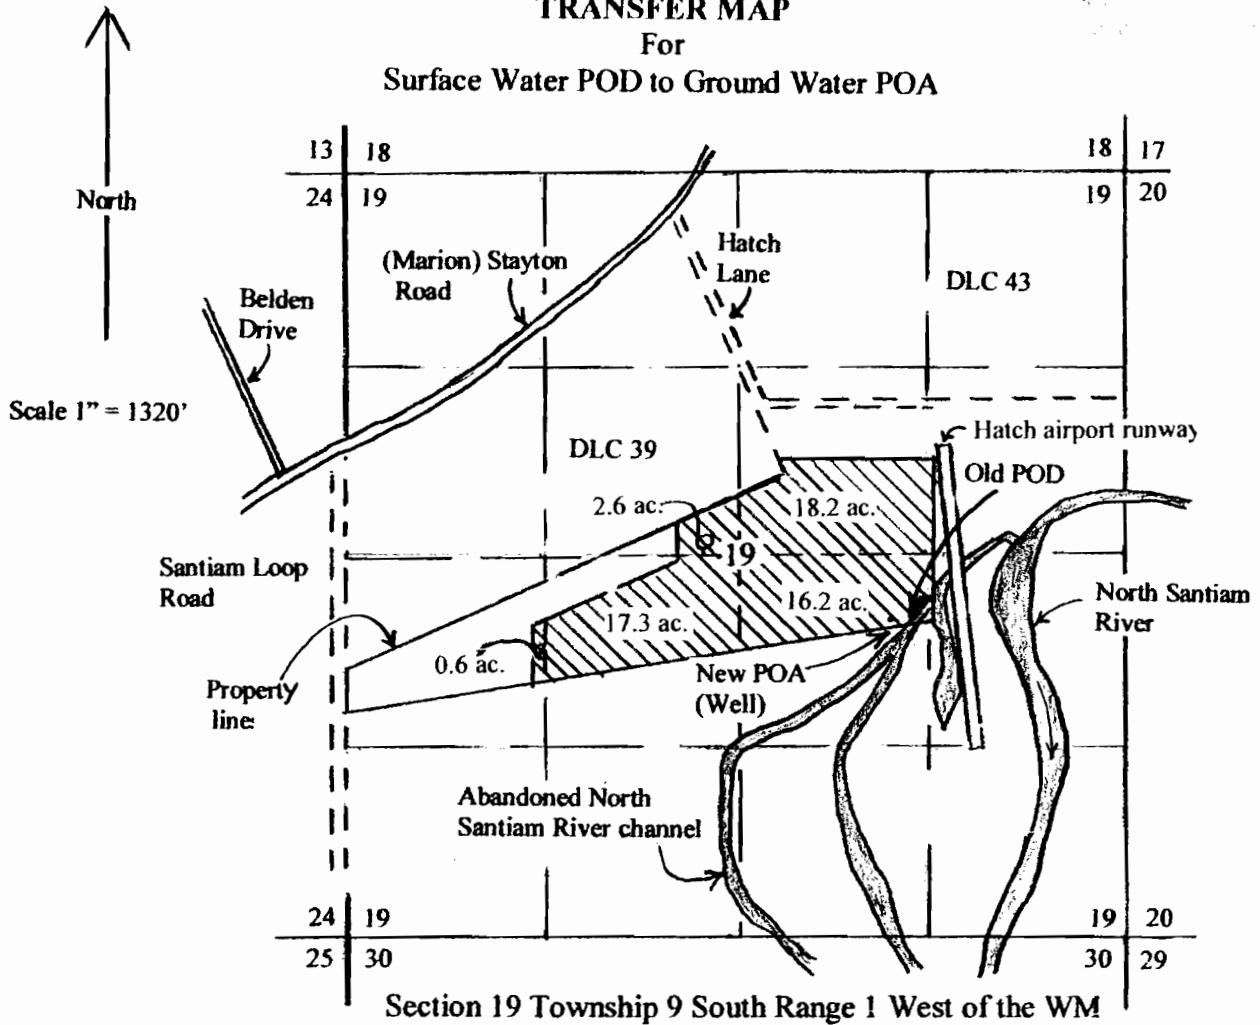 TRANSFER MAP
For
Surface Water POD to Ground Water POA
13 18
18 17
North
24 19
19 20
(Marion) Stayton
Road
Hatch
Lane
DLC 43
Belden
Drive
Scale 1" = 1320'
Hatch airport runway
DLC 39
Old POD
2.6 ac.
18.2 ac.
19
Santiam Loop
Road
16.2 ac.
North Santiam
River
17.3 ac.
0.6 ac.
New POA
(Well)
Property
line
Abandoned North
Santiam River channel
24 19
19 20
25 30
30 29
Section 19 Township 9 South Range 1 West of the WM